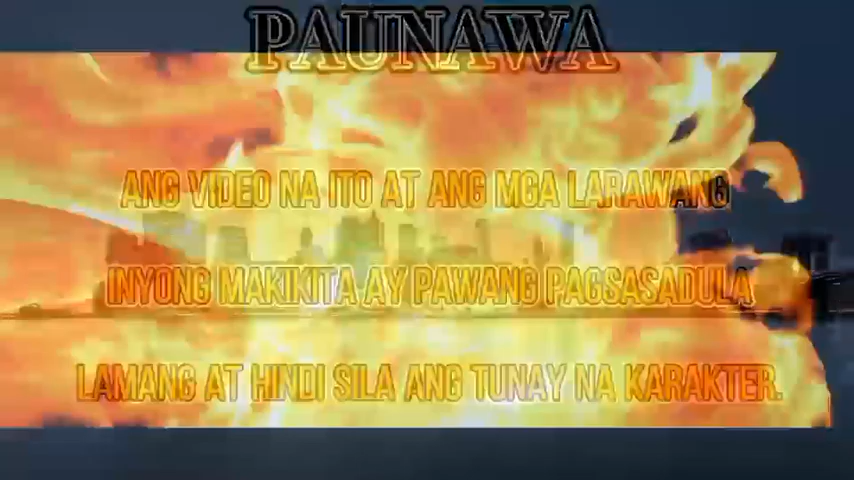 PAUNAWA
ANG VIDEO NA ITO AT ANG MGA LARAWANG
INYONG MAKIKITA AY PAWANG PAGSASADULA
LAMANG AT HINDI SILA ANG TUNAY NA KARAKTER.